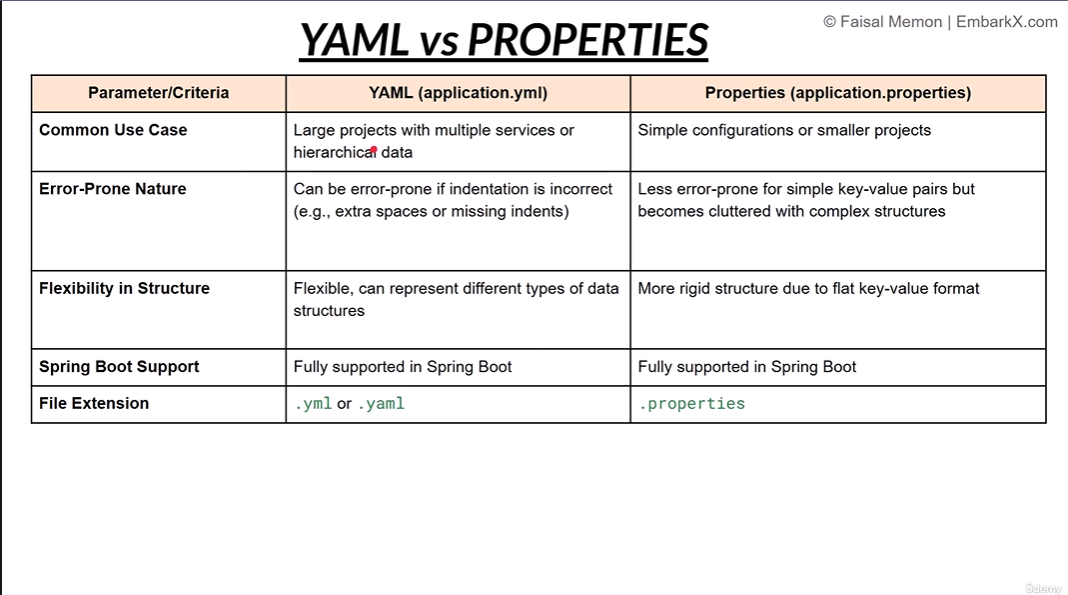 © Faisal Memon | EmbarkX.com
YAML vs PROPERTIES
Parameter/Criteria
YAML (application.yml)
Properties (application.properties)
Common Use Case
Large projects with multiple services or
hierarchical data
Simple configurations or smaller projects
Error-Prone Nature
Can be error-prone if indentation is incorrect
(e.g., extra spaces or missing indents)
Less error-prone for simple key-value pairs but
becomes cluttered with complex structures
Flexibility in Structure
Flexible, can represent different types of data
structures
More rigid structure due to flat key-value format
Spring Boot Support
Fully supported in Spring Boot
Fully supported in Spring Boot
File Extension
.yml or .yaml
.properties
ûdemy